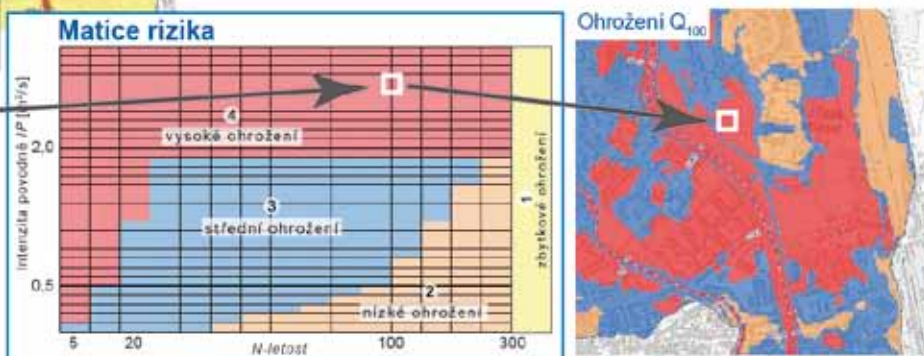 Matice rizika
Ohrožení Q100
Intenzita povodně IP [m²/s]
2.0
0.5
4
vysoké ohrožení
3
střední ohrožení
2
nízké ohrožení
1
zbytkové ohrožení
5 20 100 300
N-letost